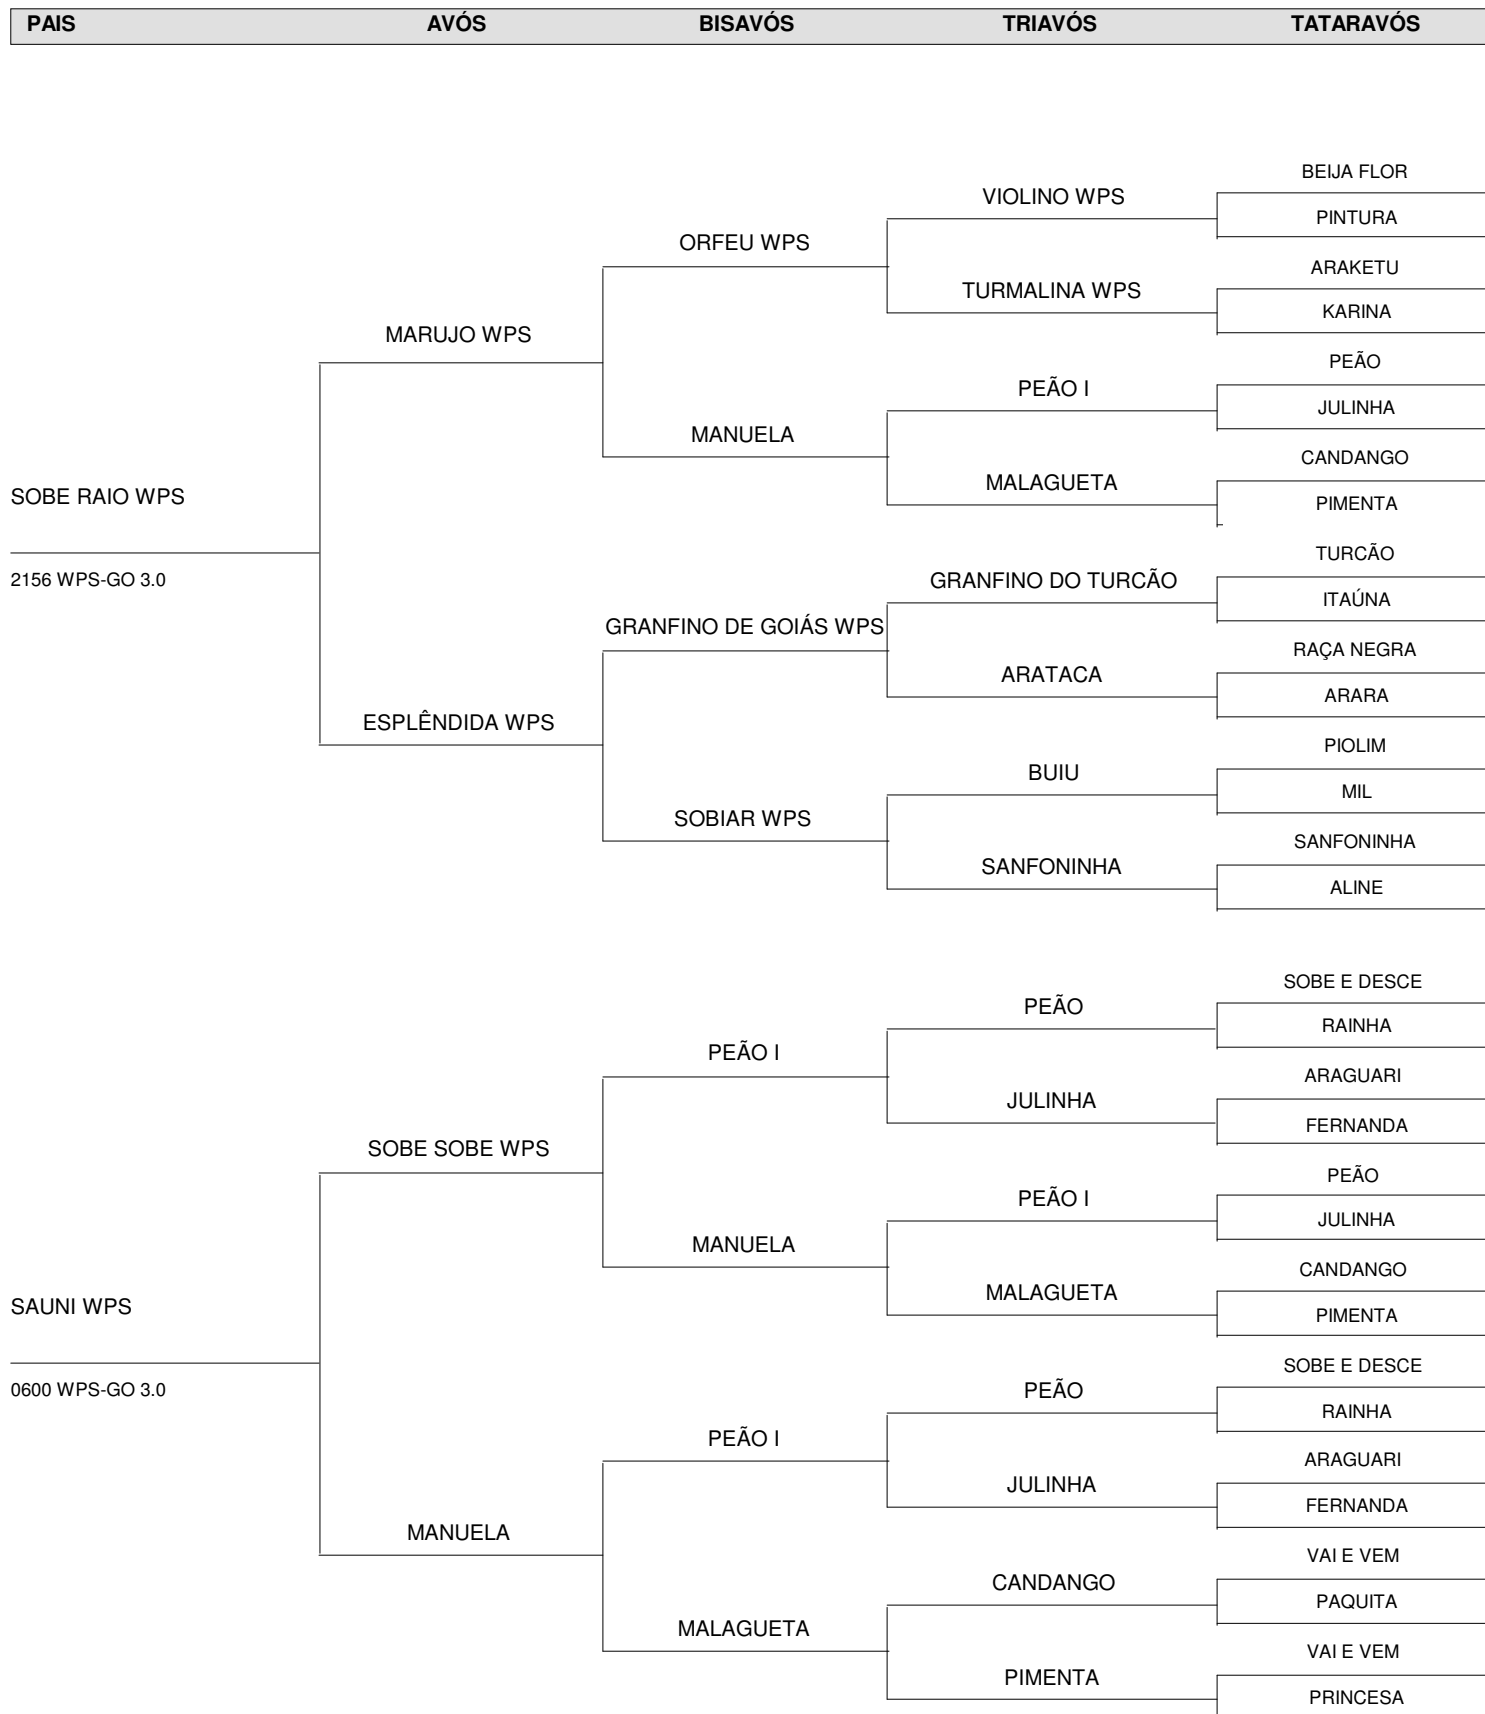 PAIS AVÓS BISAVÓS TRIAVÓS TATARAVÓS
BEIJA FLOR
VIOLINO WPS
PINTURA
ORFEU WPS
ARAKETU
TURMALINA WPS
KARINA
MARUJO WPS
PEÃO
PEÃO I
JULINHA
MANUELA
CANDANGO
MALAGUETA
SOBE RAIO WPS
PIMENTA
TURCÃO
2156 WPS-GO 3.0
GRANFINO DO TURCÃO
ITAÚNA
GRANFINO DE GOIÁS WPS
RAÇA NEGRA
ARATACA
ARARA
ESPLÊNDIDA WPS
PIOLIM
BUIU
MIL
SOBIAR WPS
SANFONINHA
SANFONINHA
ALINE
SOBE E DESCE
PEÃO
RAINHA
PEÃO I
ARAGUARI
JULINHA
FERNANDA
SOBE SOBE WPS
PEÃO
PEÃO I
JULINHA
MANUELA
CANDANGO
MALAGUETA
SAUNI WPS
PIMENTA
SOBE E DESCE
0600 WPS-GO 3.0
PEÃO
RAINHA
PEÃO I
ARAGUARI
JULINHA
FERNANDA
MANUELA
VAI E VEM
CANDANGO
PAQUITA
MALAGUETA
VAI E VEM
PIMENTA
PRINCESA